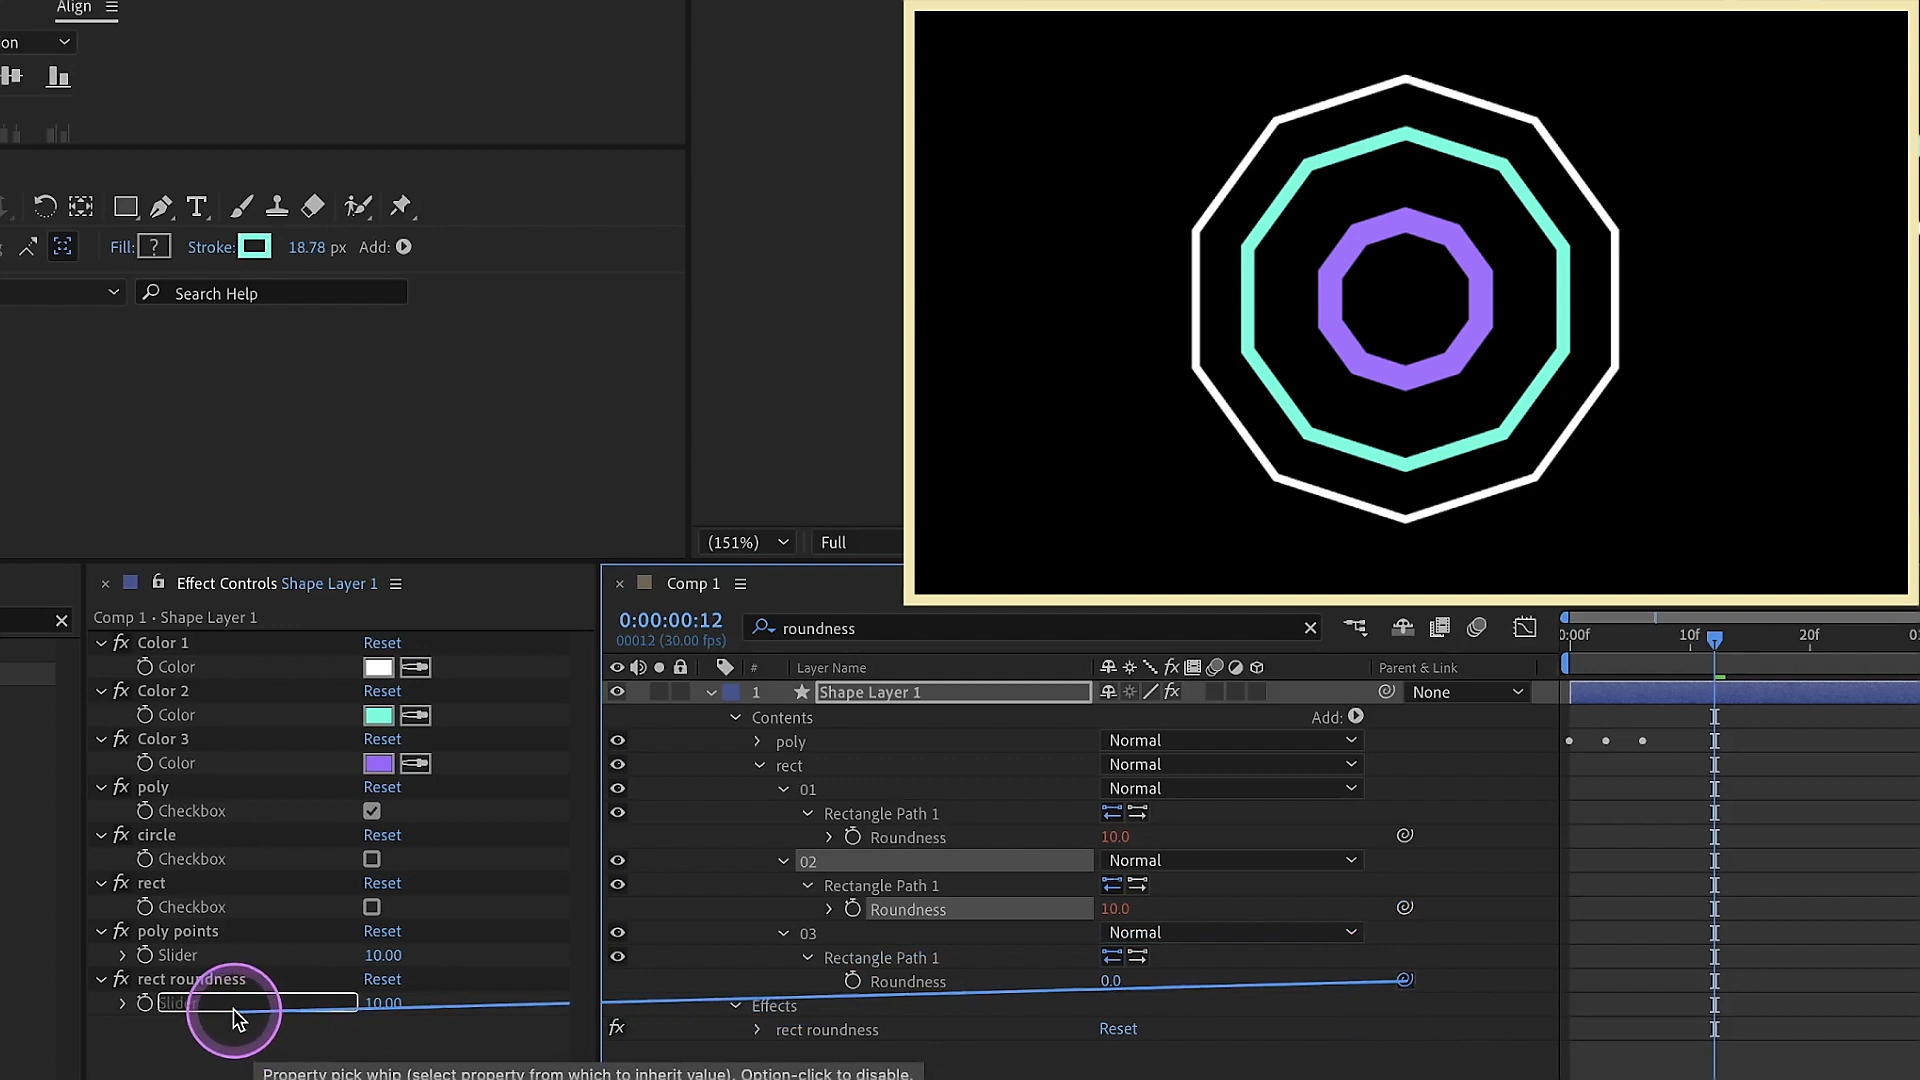 Align
on
Fill: ? Stroke: 18.78 px Add:
Search Help
(151%) Full
Effect Controls Shape Layer 1
Comp 1 · Shape Layer 1
Color 1 Reset
Color
Color 2 Reset
Color
Color 3 Reset
Color
poly Reset
Checkbox
circle Reset
Checkbox
rect Reset
Checkbox
poly points Reset
Slider 10.00
rect roundness Reset
Slider 10.00
Comp 1
0:00:00:12
00012 (30.00 fps)
roundness
# Layer Name Parent & Link
1 Shape Layer 1 None
Contents Add:
poly Normal
rect Normal
01 Normal
Rectangle Path 1
Roundness 10.0
02 Normal
Rectangle Path 1
Roundness 10.0
03 Normal
Rectangle Path 1
Roundness 0.0
Effects
fx rect roundness Reset
0:00f 10f 20f
Property pick whip (select property from which to inherit value). Option-click to disable.